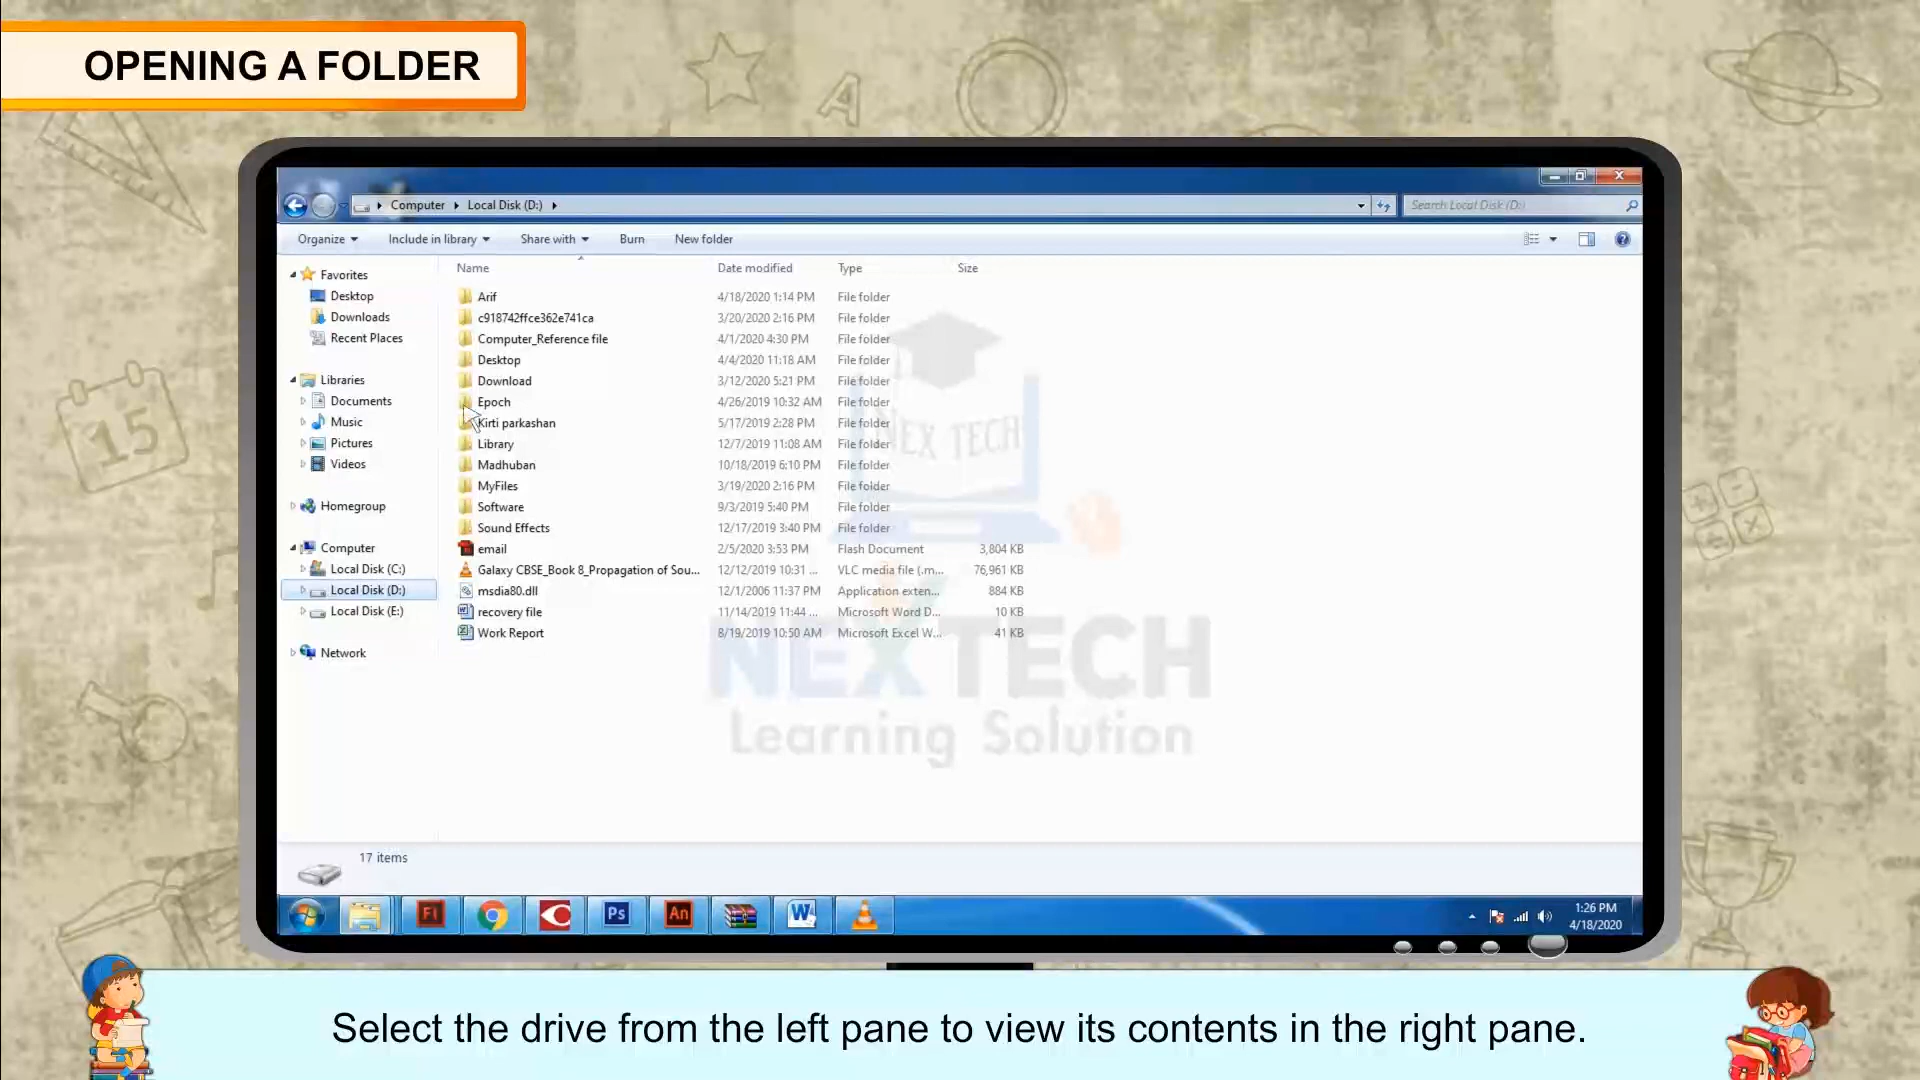 OPENING A FOLDER
Computer Local Disk (D:)
Search Local Disk (D:)
Organize Include in library Share with Burn New folder
Name Date modified Type Size
Favorites
Desktop
Downloads
Recent Places
Libraries
Documents
Music
Pictures
Videos
Homegroup
Computer
Local Disk (C:)
Local Disk (D:)
Local Disk (E:)
Network
Arif 4/18/2020 1:14 PM File folder
c918742ffce362e741ca 3/20/2020 2:16 PM File folder
Computer_Reference file 4/1/2020 4:30 PM File folder
Desktop 4/4/2020 11:18 AM File folder
Download 3/12/2020 5:21 PM File folder
Epoch 4/26/2019 10:32 AM File folder
Kirti parkashan 5/17/2019 2:28 PM File folder
Library 12/7/2019 11:08 AM File folder
Madhuban 10/18/2019 6:10 PM File folder
MyFiles 3/19/2020 2:16 PM File folder
Software 9/3/2019 5:40 PM File folder
Sound Effects 12/17/2019 3:40 PM File folder
email 2/5/2020 3:53 PM Flash Document 3,804 KB
Galaxy CBSE_Book 8_Propagation of Sou... 12/12/2019 10:31 ... VLC media file (.m... 76,961 KB
msdia80.dll 12/1/2006 11:37 PM Application exten... 884 KB
recovery file 11/14/2019 11:44 ... Microsoft Word D... 10 KB
Work Report 8/19/2019 10:50 AM Microsoft Excel W... 41 KB
NEX TECH
NEXTECH
Learning Solution
17 items
Fl Ps An W
1:26 PM
4/18/2020
A
15
Select the drive from the left pane to view its contents in the right pane.